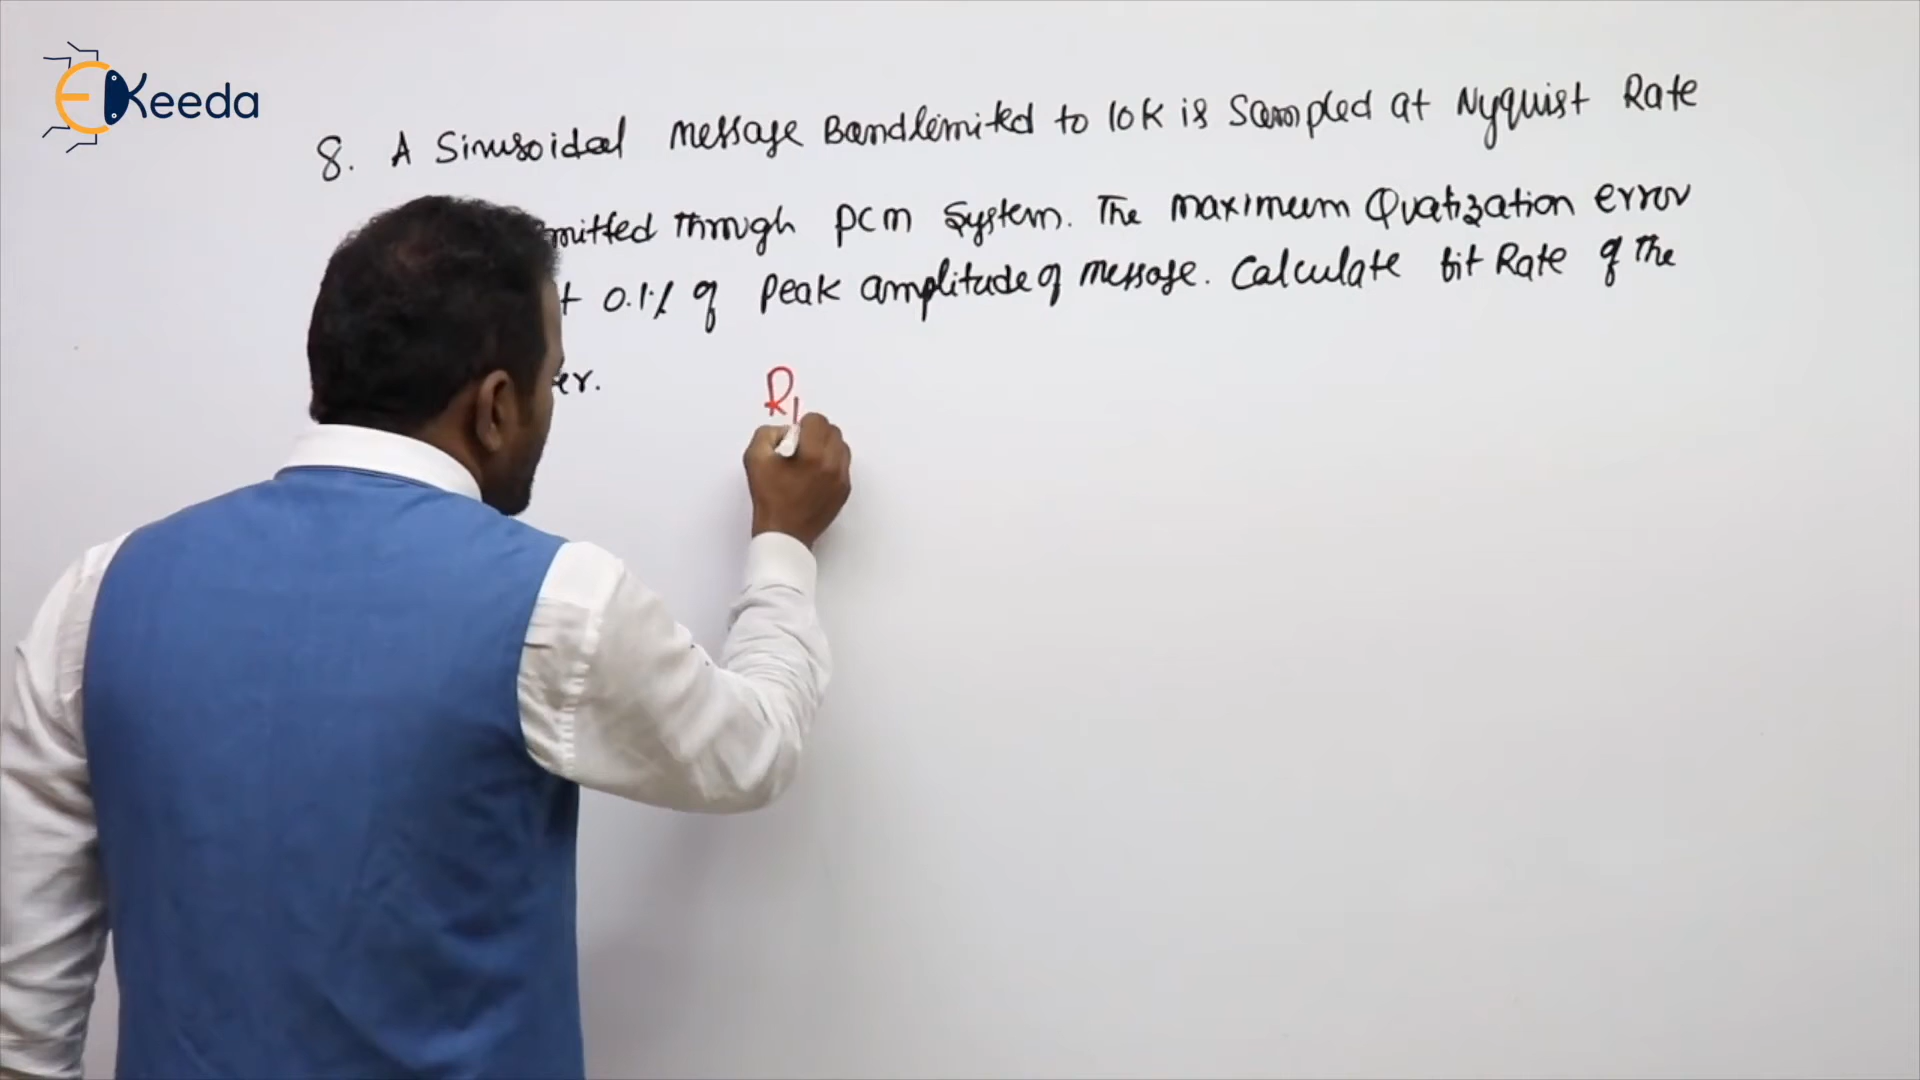 EKeeda
8. A Sinusoidal message Bandlimited to 10K is Sampled at Nyquist Rate
mitted Through PCM System. The maximum Quatization error
t 0.1% of Peak amplitude of message. Calculate bit Rate of The
er.
R